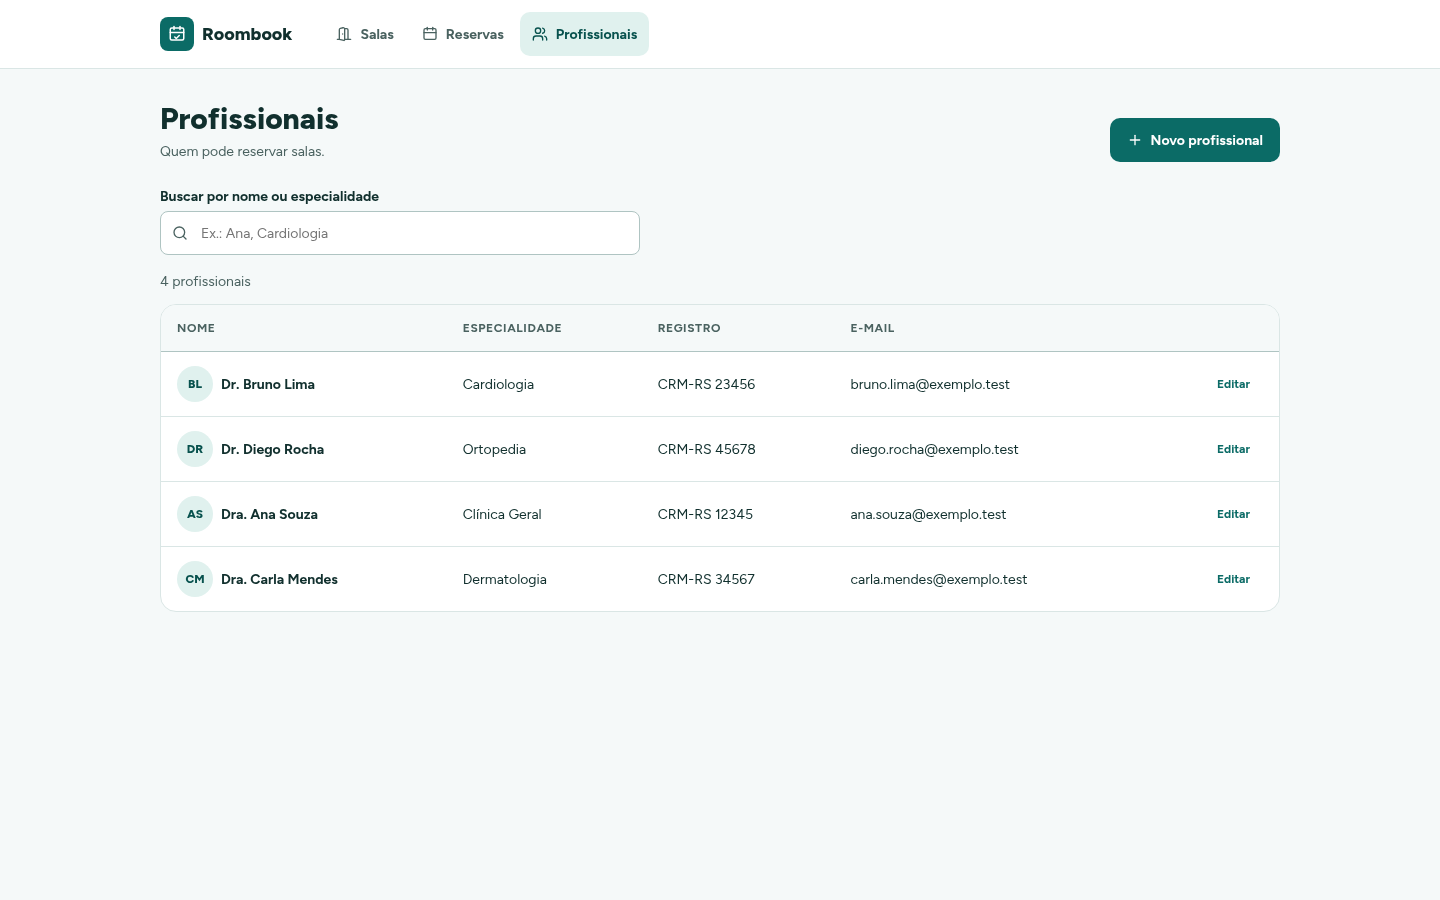 Roombook Salas Reservas Profissionais
Profissionais
Quem pode reservar salas.
Novo profissional
Buscar por nome ou especialidade
Ex.: Ana, Cardiologia
4 profissionais
NOME ESPECIALIDADE REGISTRO E-MAIL
BL Dr. Bruno Lima Cardiologia CRM-RS 23456 bruno.lima@exemplo.test Editar
DR Dr. Diego Rocha Ortopedia CRM-RS 45678 diego.rocha@exemplo.test Editar
AS Dra. Ana Souza Clínica Geral CRM-RS 12345 ana.souza@exemplo.test Editar
CM Dra. Carla Mendes Dermatologia CRM-RS 34567 carla.mendes@exemplo.test Editar